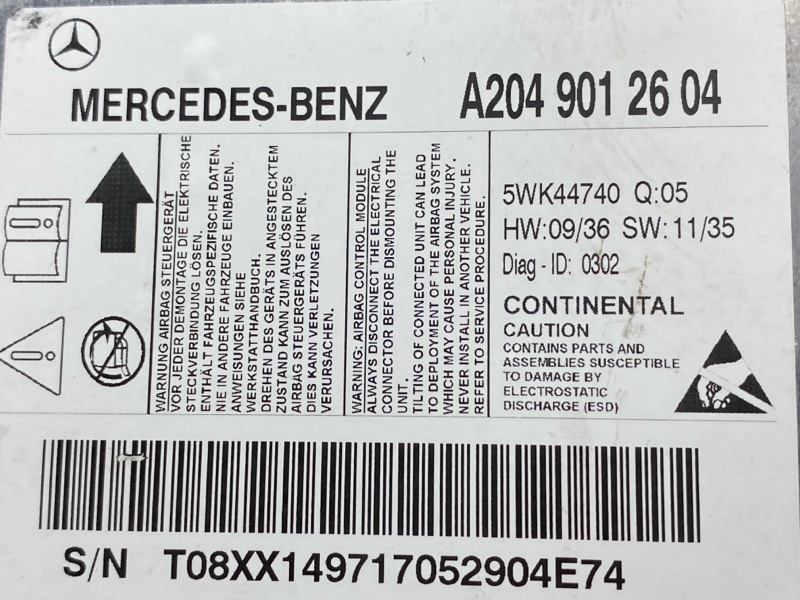 MERCEDES-BENZ A204 901 26 04
WARNUNG AIRBAG STEUERGERÄT
VOR JEDER DEMONTAGE DIE ELEKTRISCHE
STECKVERBINDUNG LÖSEN.
ENTHÄLT FAHRZEUGSPEZIFISCHE DATEN.
NIE IN ANDERE FAHRZEUGE EINBAUEN.
ANWEISUNGEN SIEHE
WERKSTATTHANDBUCH.
DREHEN DES GERÄTS IN ANGESTECKTEM
ZUSTAND KANN ZUM AUSLÖSEN DES
AIRBAG STEUERGERÄTS FÜHREN.
DIES KANN VERLETZUNGEN
VERURSACHEN.
WARNING: AIRBAG CONTROL MODULE
ALWAYS DISCONNECT THE ELECTRICAL
CONNECTOR BEFORE DISMOUNTING THE
UNIT.
TILTING OF CONNECTED UNIT CAN LEAD
TO DEPLOYMENT OF THE AIRBAG SYSTEM
WHICH MAY CAUSE PERSONAL INJURY.
NEVER INSTALL IN ANOTHER VEHICLE.
REFER TO SERVICE PROCEDURE.
5WK44740 Q:05
HW:09/36 SW:11/35
Diag - ID: 0302
CONTINENTAL
CAUTION
CONTAINS PARTS AND
ASSEMBLIES SUSCEPTIBLE
TO DAMAGE BY
ELECTROSTATIC
DISCHARGE (ESD)
S/N T08XX149717052904E74